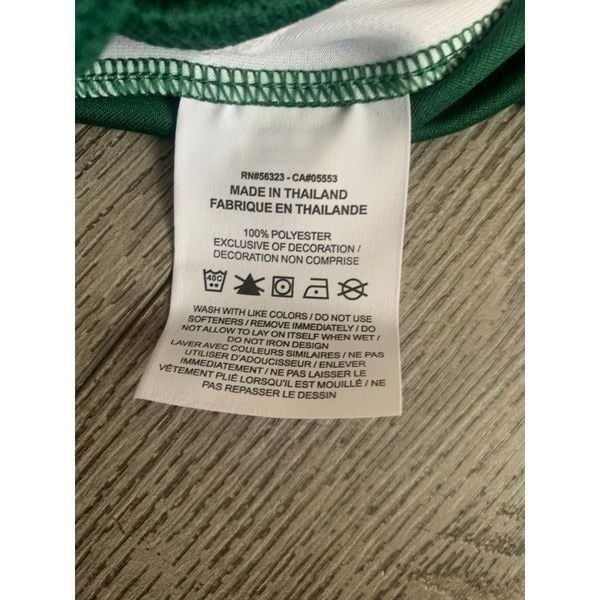 RN#56323 - CA#05553
MADE IN THAILAND
FABRIQUE EN THAILANDE
100% POLYESTER
EXCLUSIVE OF DECORATION /
DECORATION NON COMPRISE
40C
WASH WITH LIKE COLORS / DO NOT USE
SOFTENERS / REMOVE IMMEDIATELY / DO
NOT ALLOW TO LAY ON ITSELF WHEN WET /
DO NOT IRON DESIGN
LAVER AVEC COULEURS SIMILAIRES / NE PAS
UTILISER D'ADOUCISSEUR / ENLEVER
IMMEDIATEMENT / NE PAS LAISSER LE
VÊTEMENT PLIÉ LORSQU'IL EST MOUILLÉ / NE
PAS REPASSER LE DESSIN